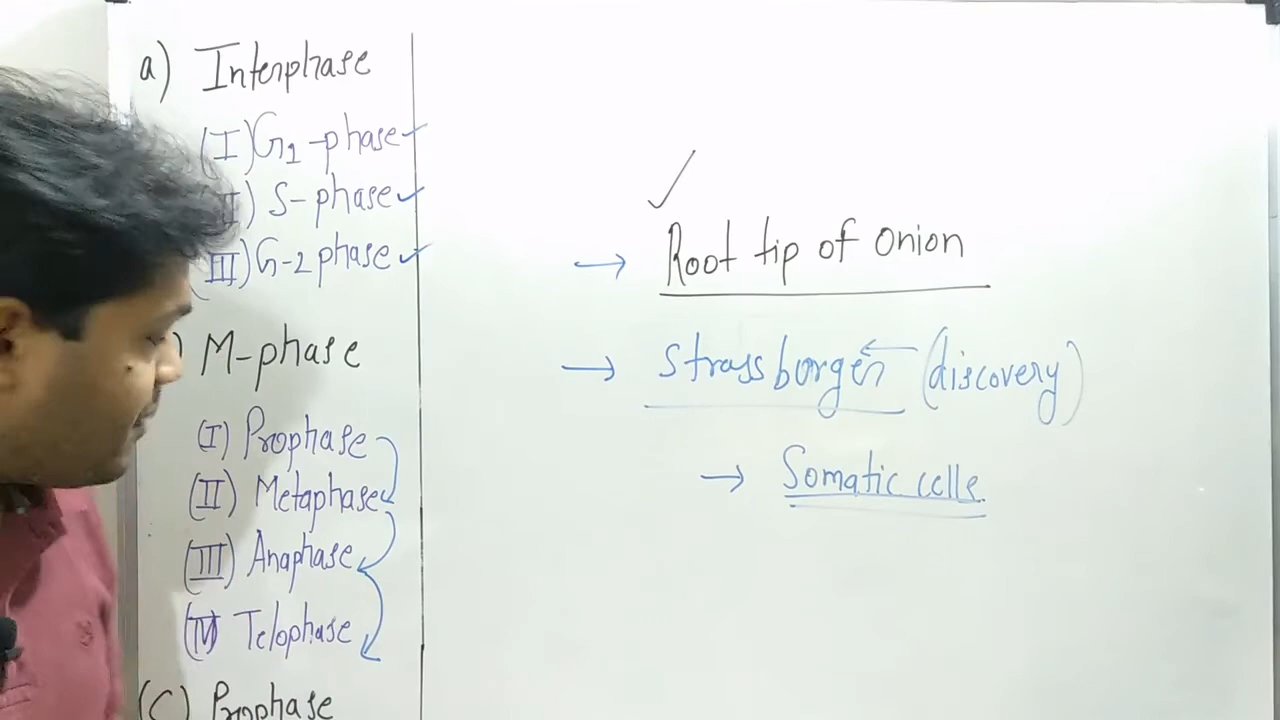 a) Interphase
(I) G1-phase
II) S-phase
(III) G-2 phase
) M-phase
(I) Prophase
(II) Metaphase
(III) Anaphase
(IV) Telophase
(C) Prophase
→ Root tip of onion
→ Strassburger ← (discovery)
→ Somatic cells